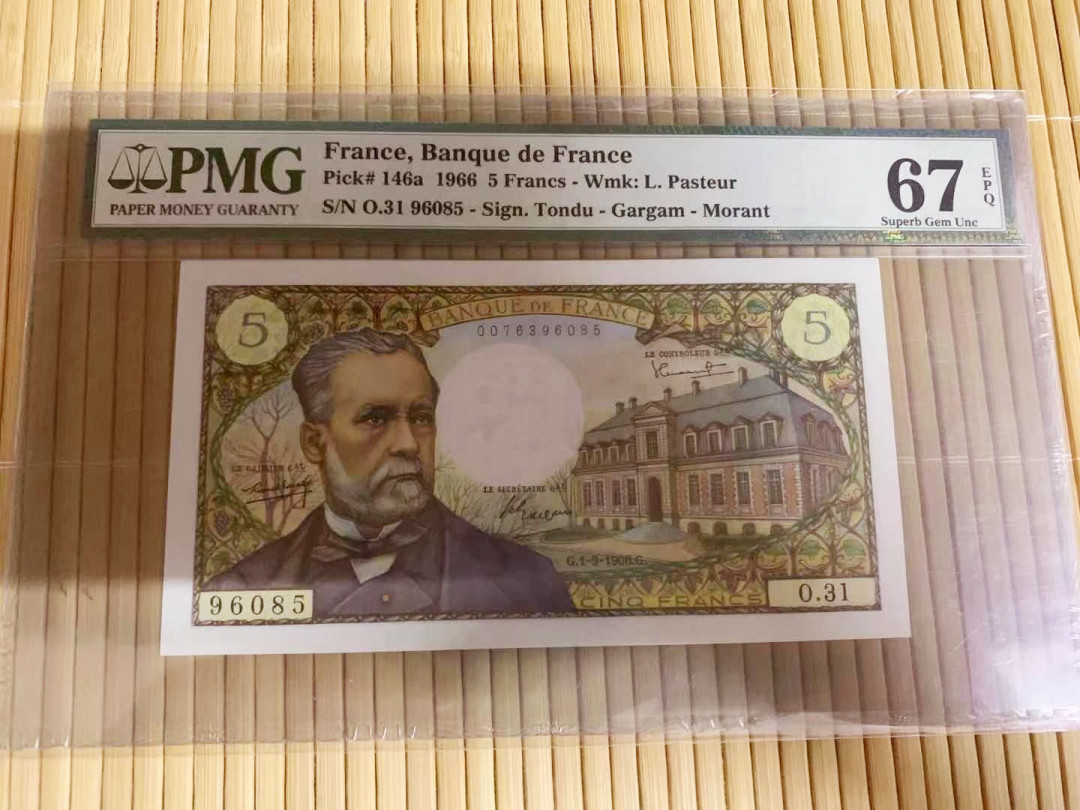 PMG
PAPER MONEY GUARANTY
France, Banque de France
Pick# 146a 1966 5 Francs - Wmk: L. Pasteur
S/N O.31 96085 - Sign. Tondu - Gargam - Morant
67
EPQ
Superb Gem Unc
PMG
5
BANQUE DE FRANCE
5
0076396085
LE CONTROLEUR GAL
LE CAISSIER GAL
LE SECRÉTAIRE GAL
G.1-9-1966.G.
96085
CINQ FRANCS
O.31